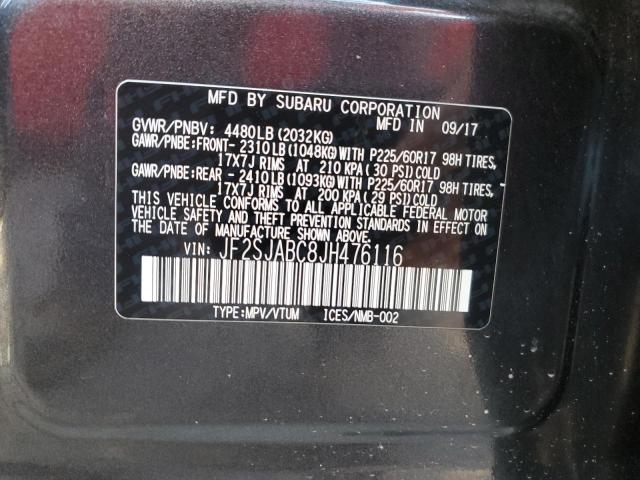 MFD BY SUBARU CORPORATION
GVWR/PNBV: 4480LB (2032KG) MFD IN 09/17
GAWR/PNBE:FRONT- 2310 LB (1048KG) WITH P225/60R17 98H TIRES,
17X7J RIMS AT 210 KPA (30 PSI) COLD
GAWR/PNBE:REAR - 2410 LB (1093KG) WITH P225/60R17 98H TIRES,
17X7J RIMS AT 200 KPA (29 PSI) COLD
THIS VEHICLE CONFORMS TO ALL APPLICABLE FEDERAL MOTOR
VEHICLE SAFETY AND THEFT PREVENTION STANDARDS IN EFFECT ON
THE DATE OF MANUFACTURE SHOWN ABOVE.
VIN: JF2SJABC8JH476116
TYPE:MPV/VTUM ICES/NMB-002